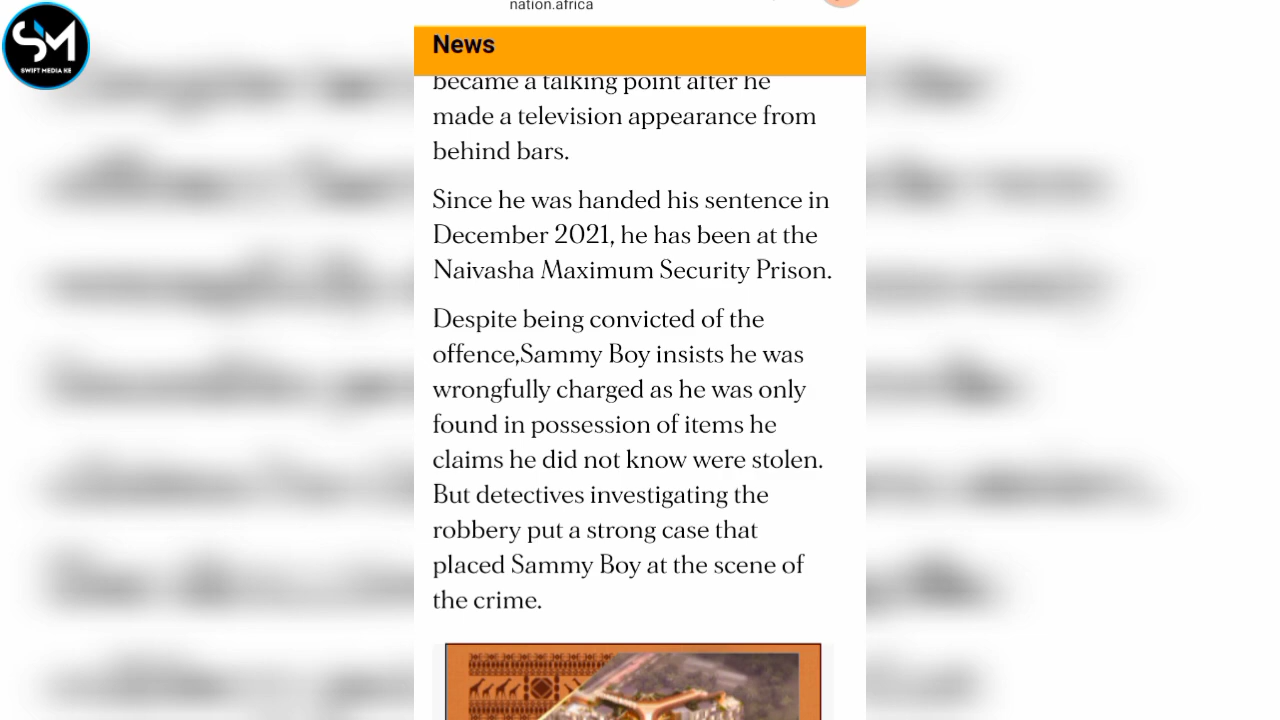 SM
SWIFT MEDIA KE
nation.africa
News
became a talking point after he
made a television appearance from
behind bars.
Since he was handed his sentence in
December 2021, he has been at the
Naivasha Maximum Security Prison.
Despite being convicted of the
offence,Sammy Boy insists he was
wrongfully charged as he was only
found in possession of items he
claims he did not know were stolen.
But detectives investigating the
robbery put a strong case that
placed Sammy Boy at the scene of
the crime.